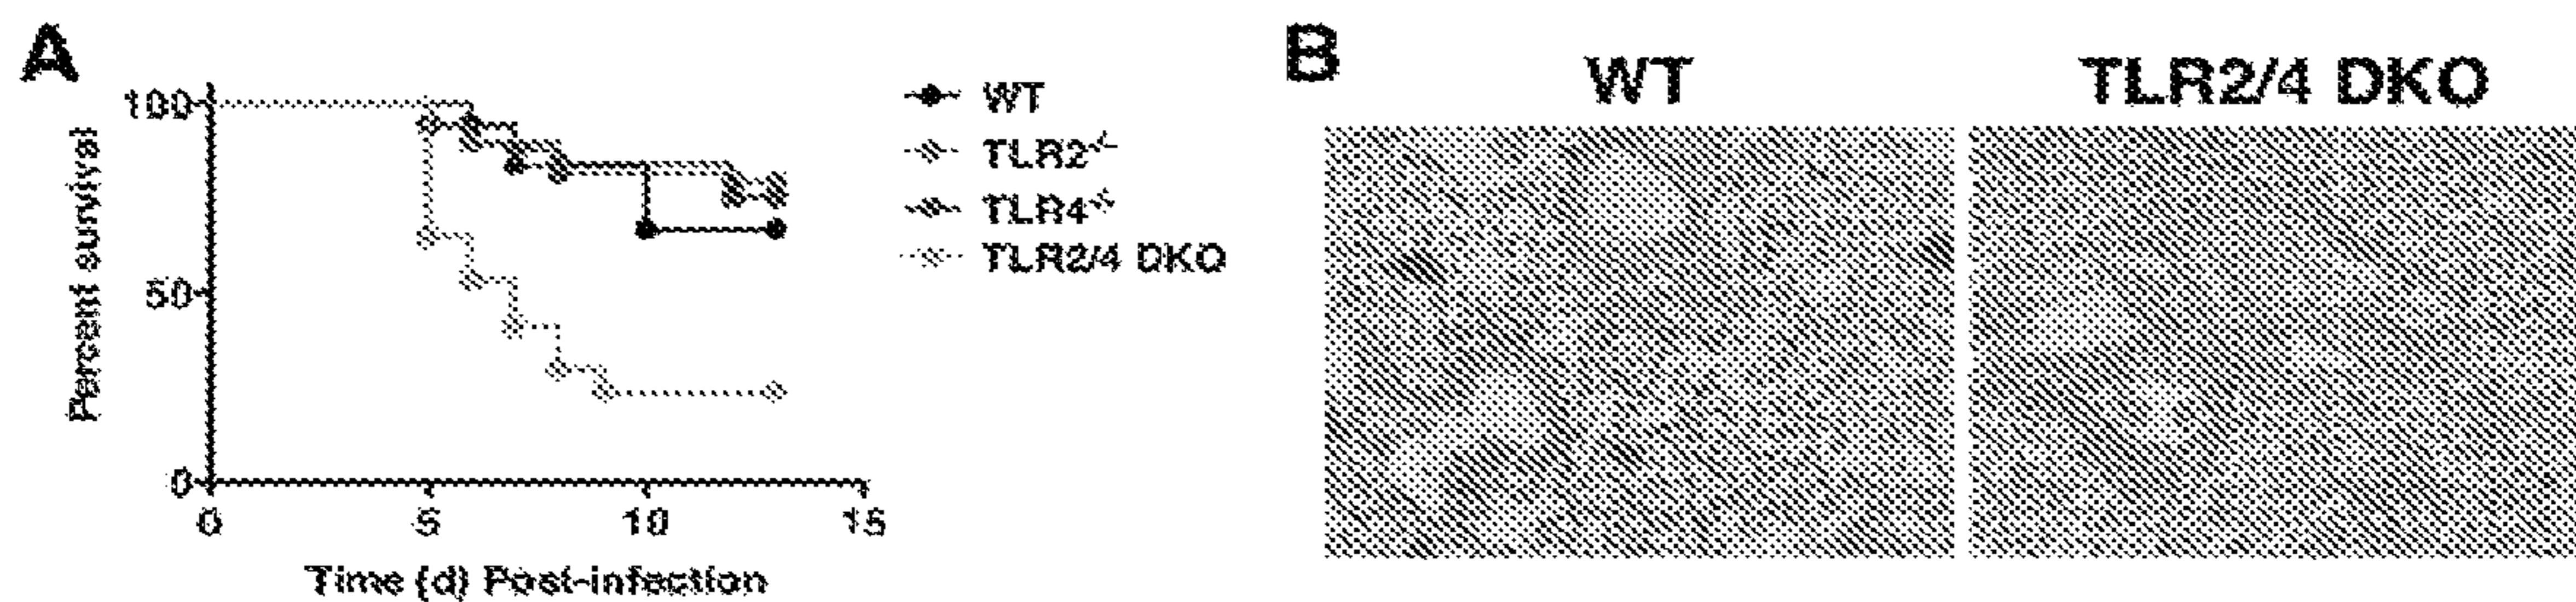 A
100
50
0
0 5 10 15
Percent survival
Time (d) Post-infection
WT
TLR2-/-
TLR4-/-
TLR2/4 DKO
B
WT TLR2/4 DKO